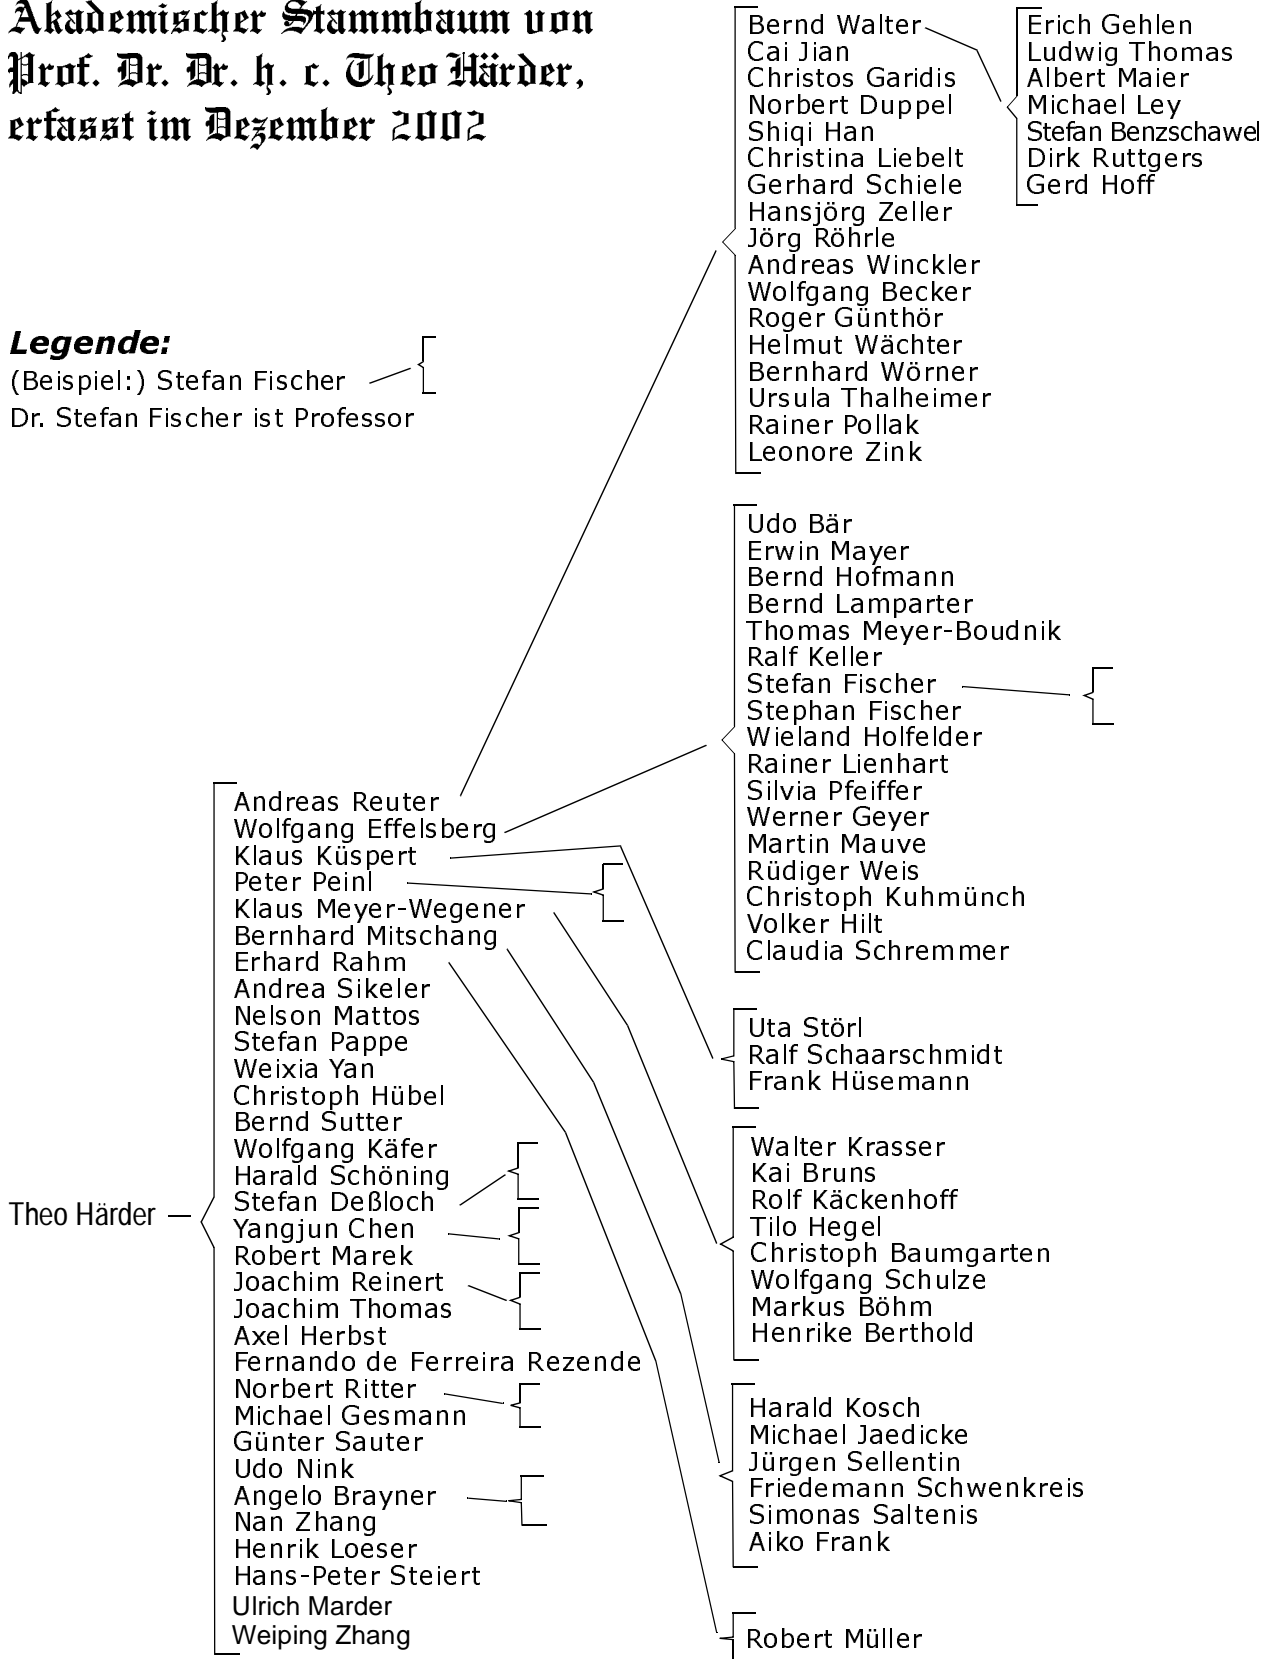 Akademischer Stammbaum von
Prof. Dr. Dr. h. c. Theo Härder,
erfasst im Dezember 2002
Legende:
(Beispiel:) Stefan Fischer
Dr. Stefan Fischer ist Professor
Theo Härder
Andreas Reuter
Wolfgang Effelsberg
Klaus Küspert
Peter Peinl
Klaus Meyer-Wegener
Bernhard Mitschang
Erhard Rahm
Andrea Sikeler
Nelson Mattos
Stefan Pappe
Weixia Yan
Christoph Hübel
Bernd Sutter
Wolfgang Käfer
Harald Schöning
Stefan Deßloch
Yangjun Chen
Robert Marek
Joachim Reinert
Joachim Thomas
Axel Herbst
Fernando de Ferreira Rezende
Norbert Ritter
Michael Gesmann
Günter Sauter
Udo Nink
Angelo Brayner
Nan Zhang
Henrik Loeser
Hans-Peter Steiert
Ulrich Marder
Weiping Zhang
Bernd Walter
Cai Jian
Christos Garidis
Norbert Duppel
Shiqi Han
Christina Liebelt
Gerhard Schiele
Hansjörg Zeller
Jörg Röhrle
Andreas Winckler
Wolfgang Becker
Roger Günthör
Helmut Wächter
Bernhard Wörner
Ursula Thalheimer
Rainer Pollak
Leonore Zink
Erich Gehlen
Ludwig Thomas
Albert Maier
Michael Ley
Stefan Benzschawel
Dirk Ruttgers
Gerd Hoff
Udo Bär
Erwin Mayer
Bernd Hofmann
Bernd Lamparter
Thomas Meyer-Boudnik
Ralf Keller
Stefan Fischer
Stephan Fischer
Wieland Holfelder
Rainer Lienhart
Silvia Pfeiffer
Werner Geyer
Martin Mauve
Rüdiger Weis
Christoph Kuhmünch
Volker Hilt
Claudia Schremmer
Uta Störl
Ralf Schaarschmidt
Frank Hüsemann
Walter Krasser
Kai Bruns
Rolf Käckenhoff
Tilo Hegel
Christoph Baumgarten
Wolfgang Schulze
Markus Böhm
Henrike Berthold
Harald Kosch
Michael Jaedicke
Jürgen Sellentin
Friedemann Schwenkreis
Simonas Saltenis
Aiko Frank
Robert Müller